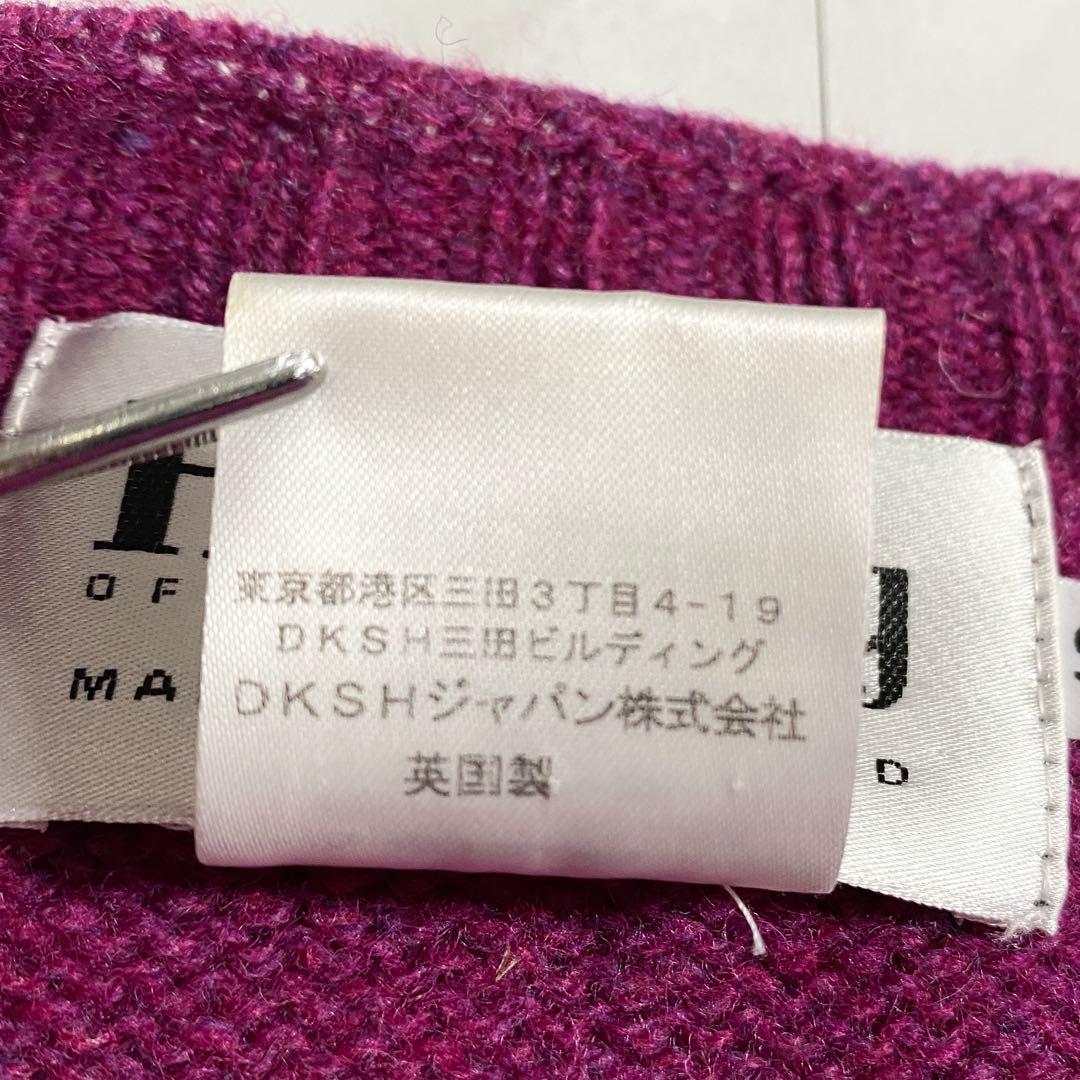 東京都港区三田3丁目4-19
DKSH三田ビルディング
DKSHジャパン株式会社
英国製
OF
MA
D